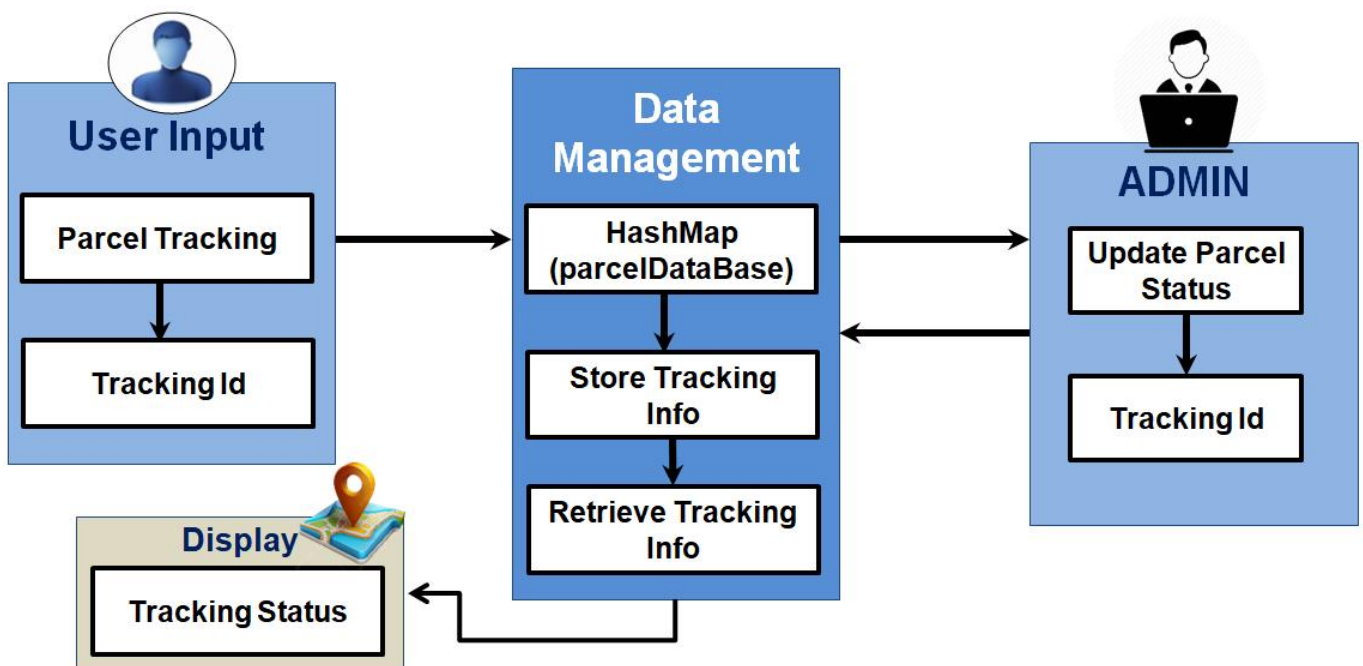 User Input
Parcel Tracking
Tracking Id
Data
Management
HashMap
(parcelDataBase)
Store Tracking
Info
Retrieve Tracking
Info
ADMIN
Update Parcel
Status
Tracking Id
Display
Tracking Status